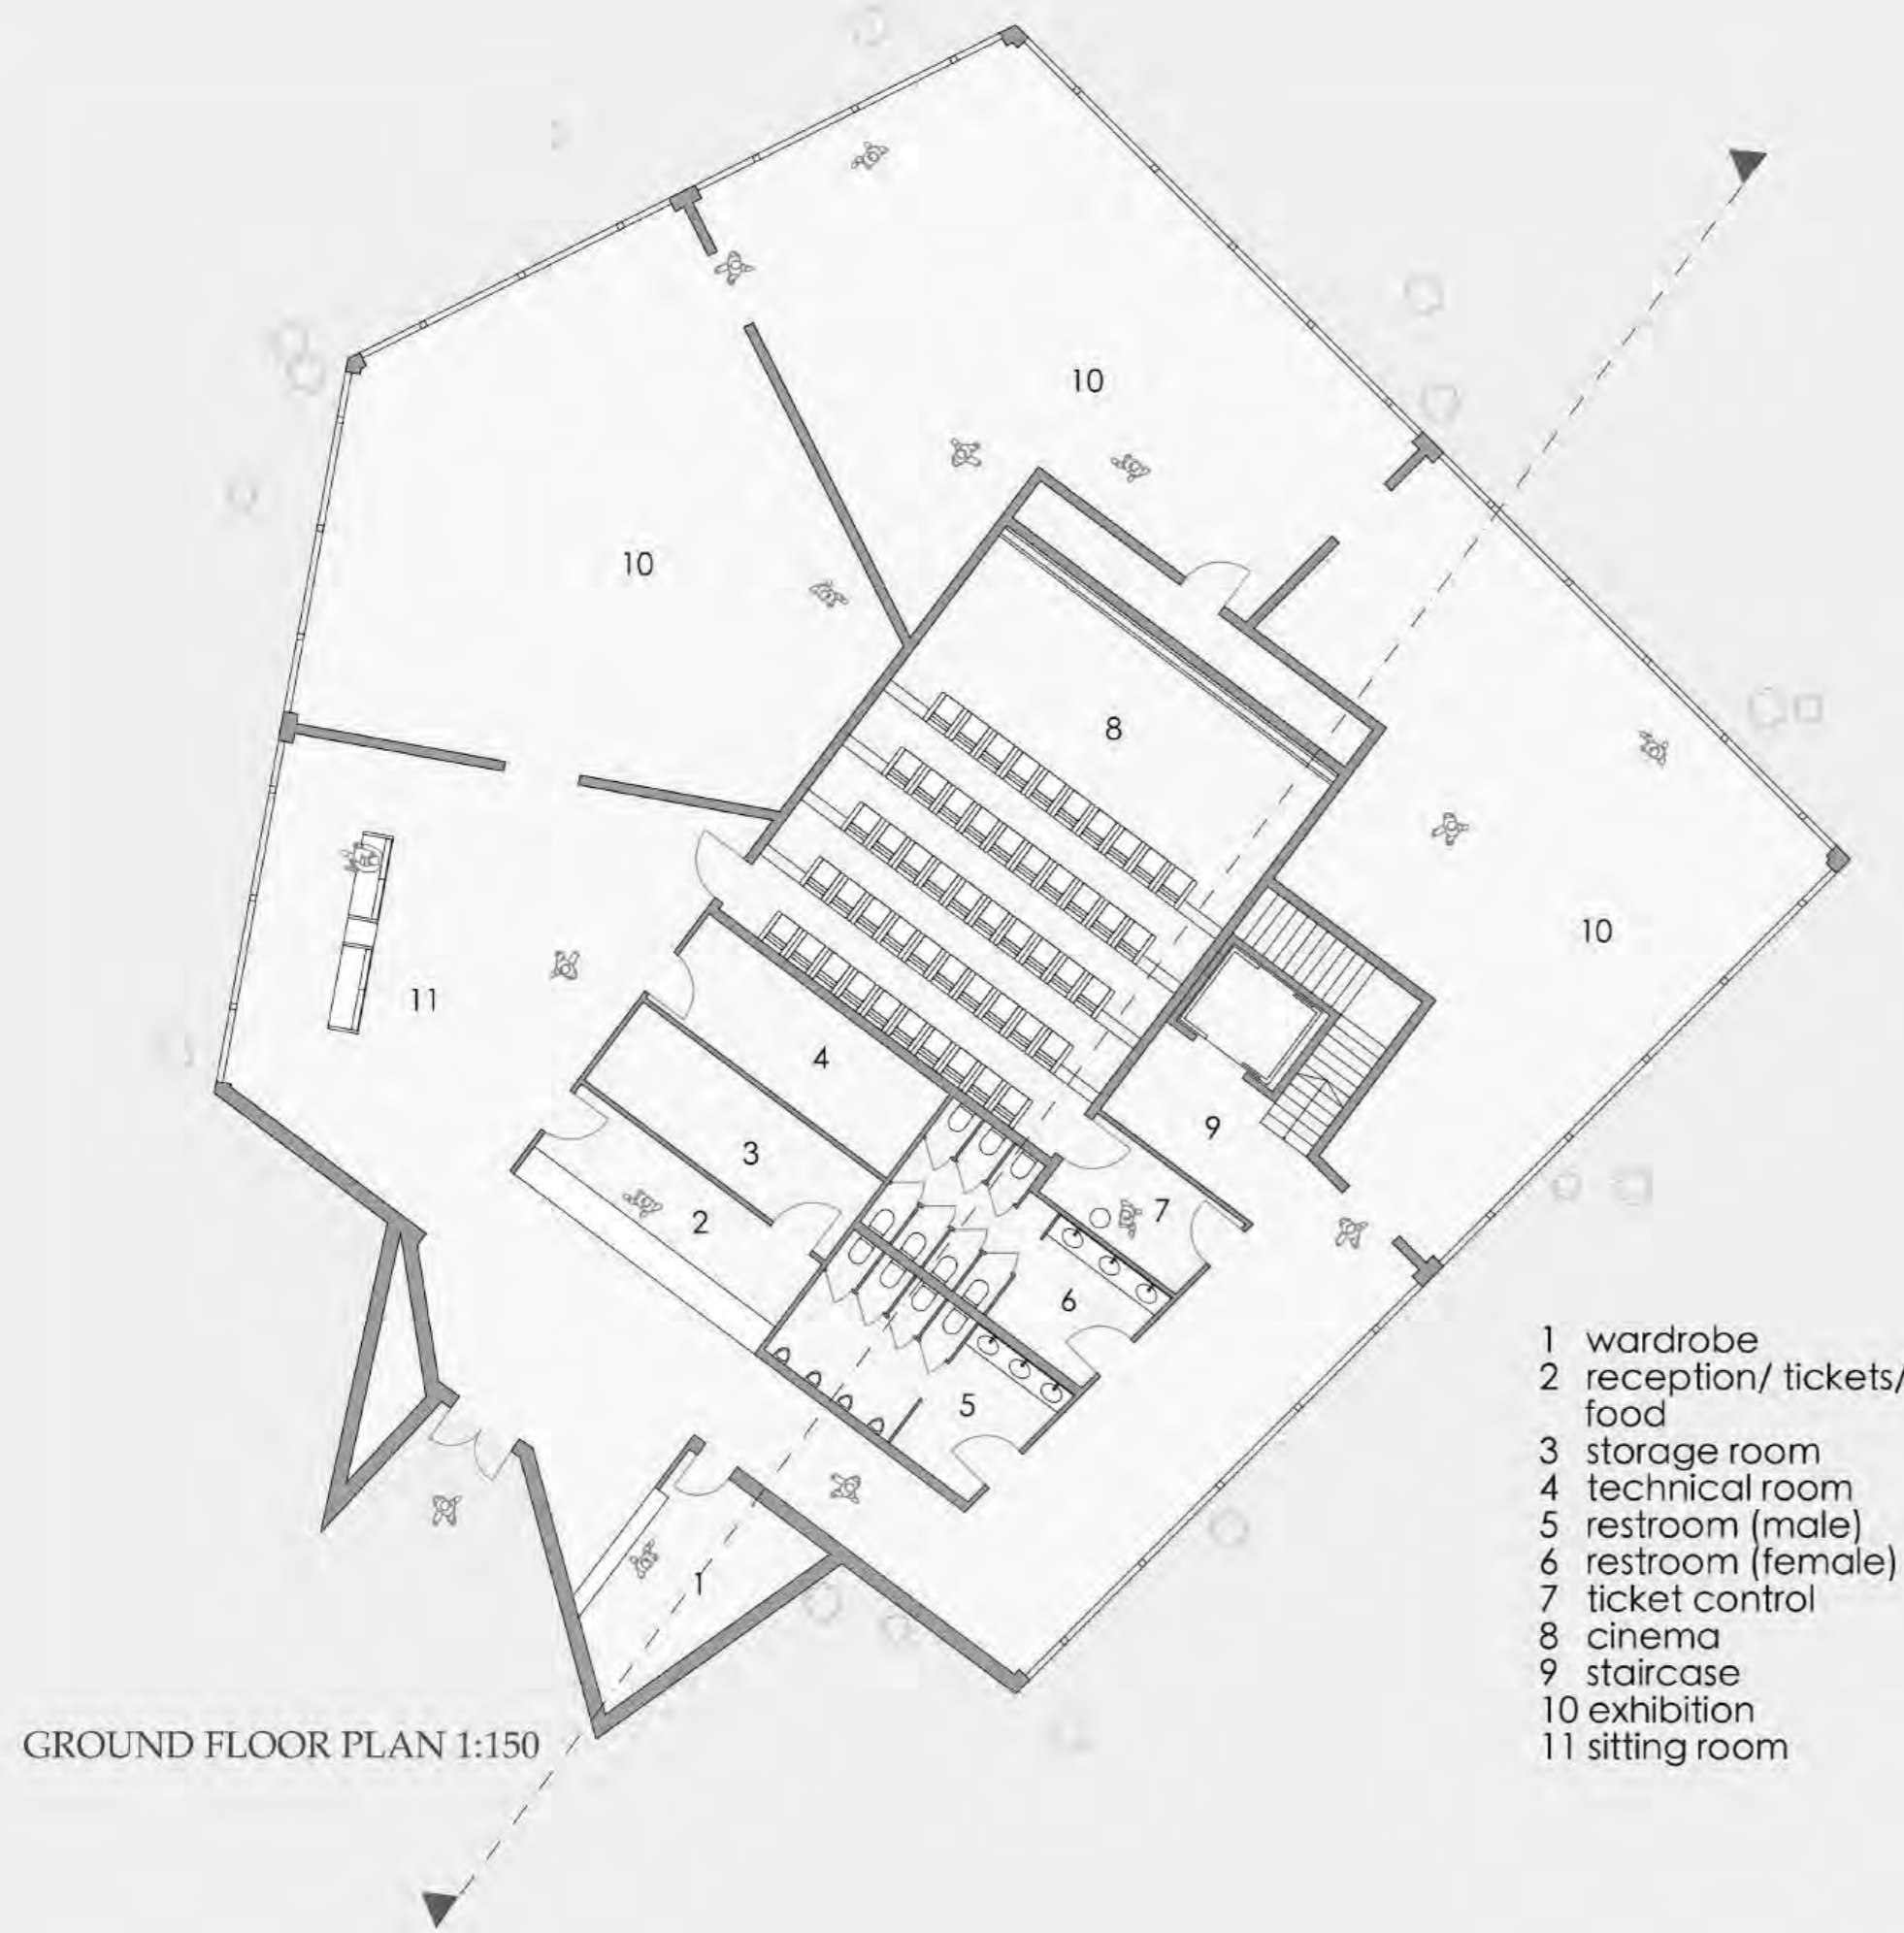 10
10
8
10
11
4
9
3
7
2
6
5
1
1 wardrobe
2 reception/ tickets/
food
3 storage room
4 technical room
5 restroom (male)
6 restroom (female)
7 ticket control
8 cinema
9 staircase
10 exhibition
11 sitting room
GROUND FLOOR PLAN 1:150